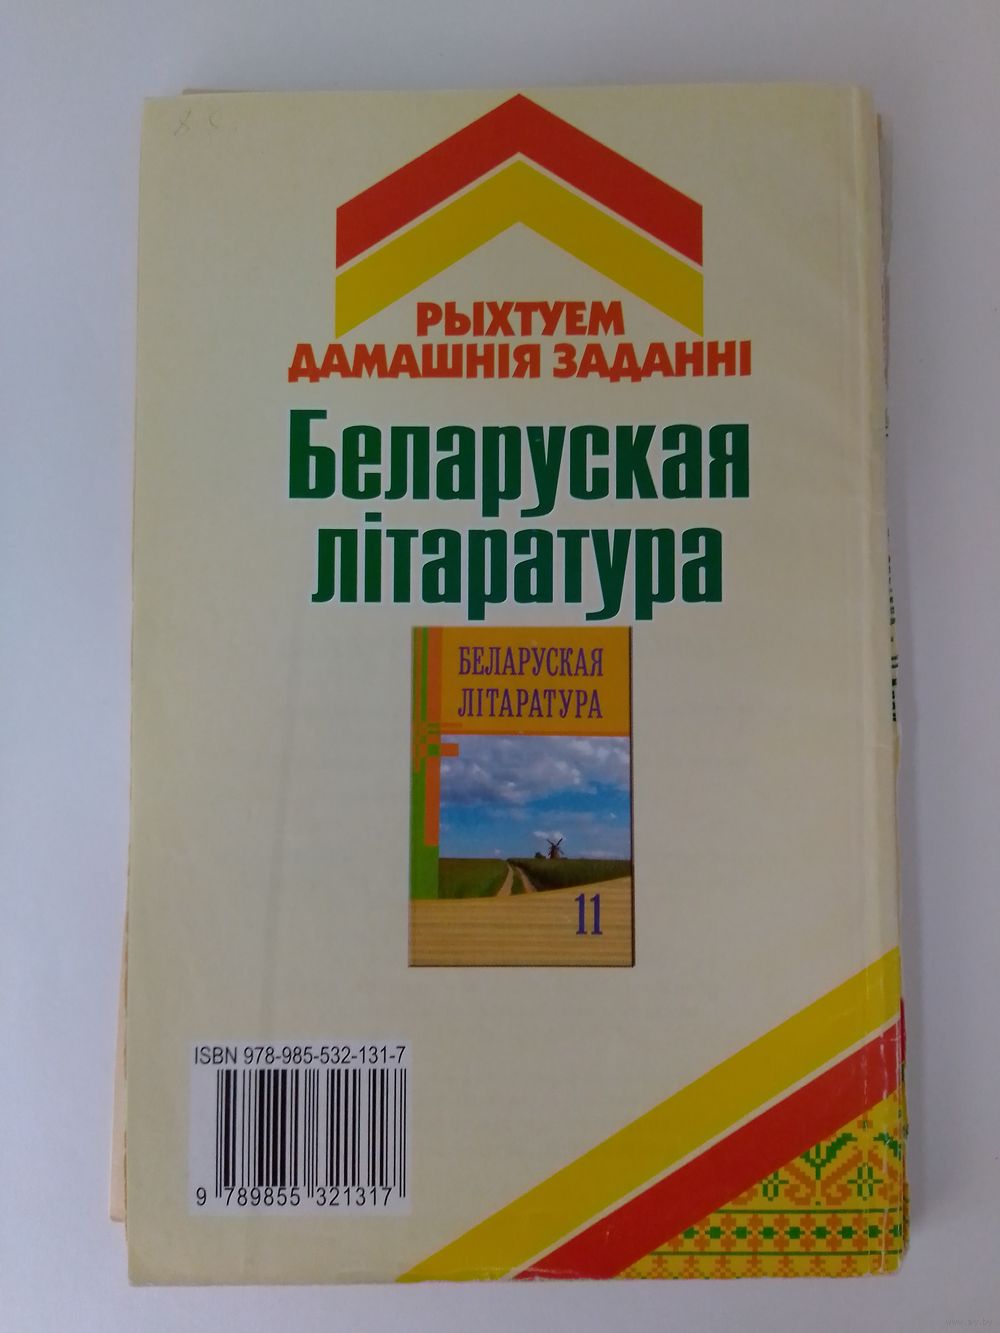 РЫХТУЕМ
ДАМАШНІЯ ЗАДАННІ
Беларуская
літаратура
БЕЛАРУСКАЯ
ЛІТАРАТУРА
11
ISBN 978-985-532-131-7
9 789855 321317